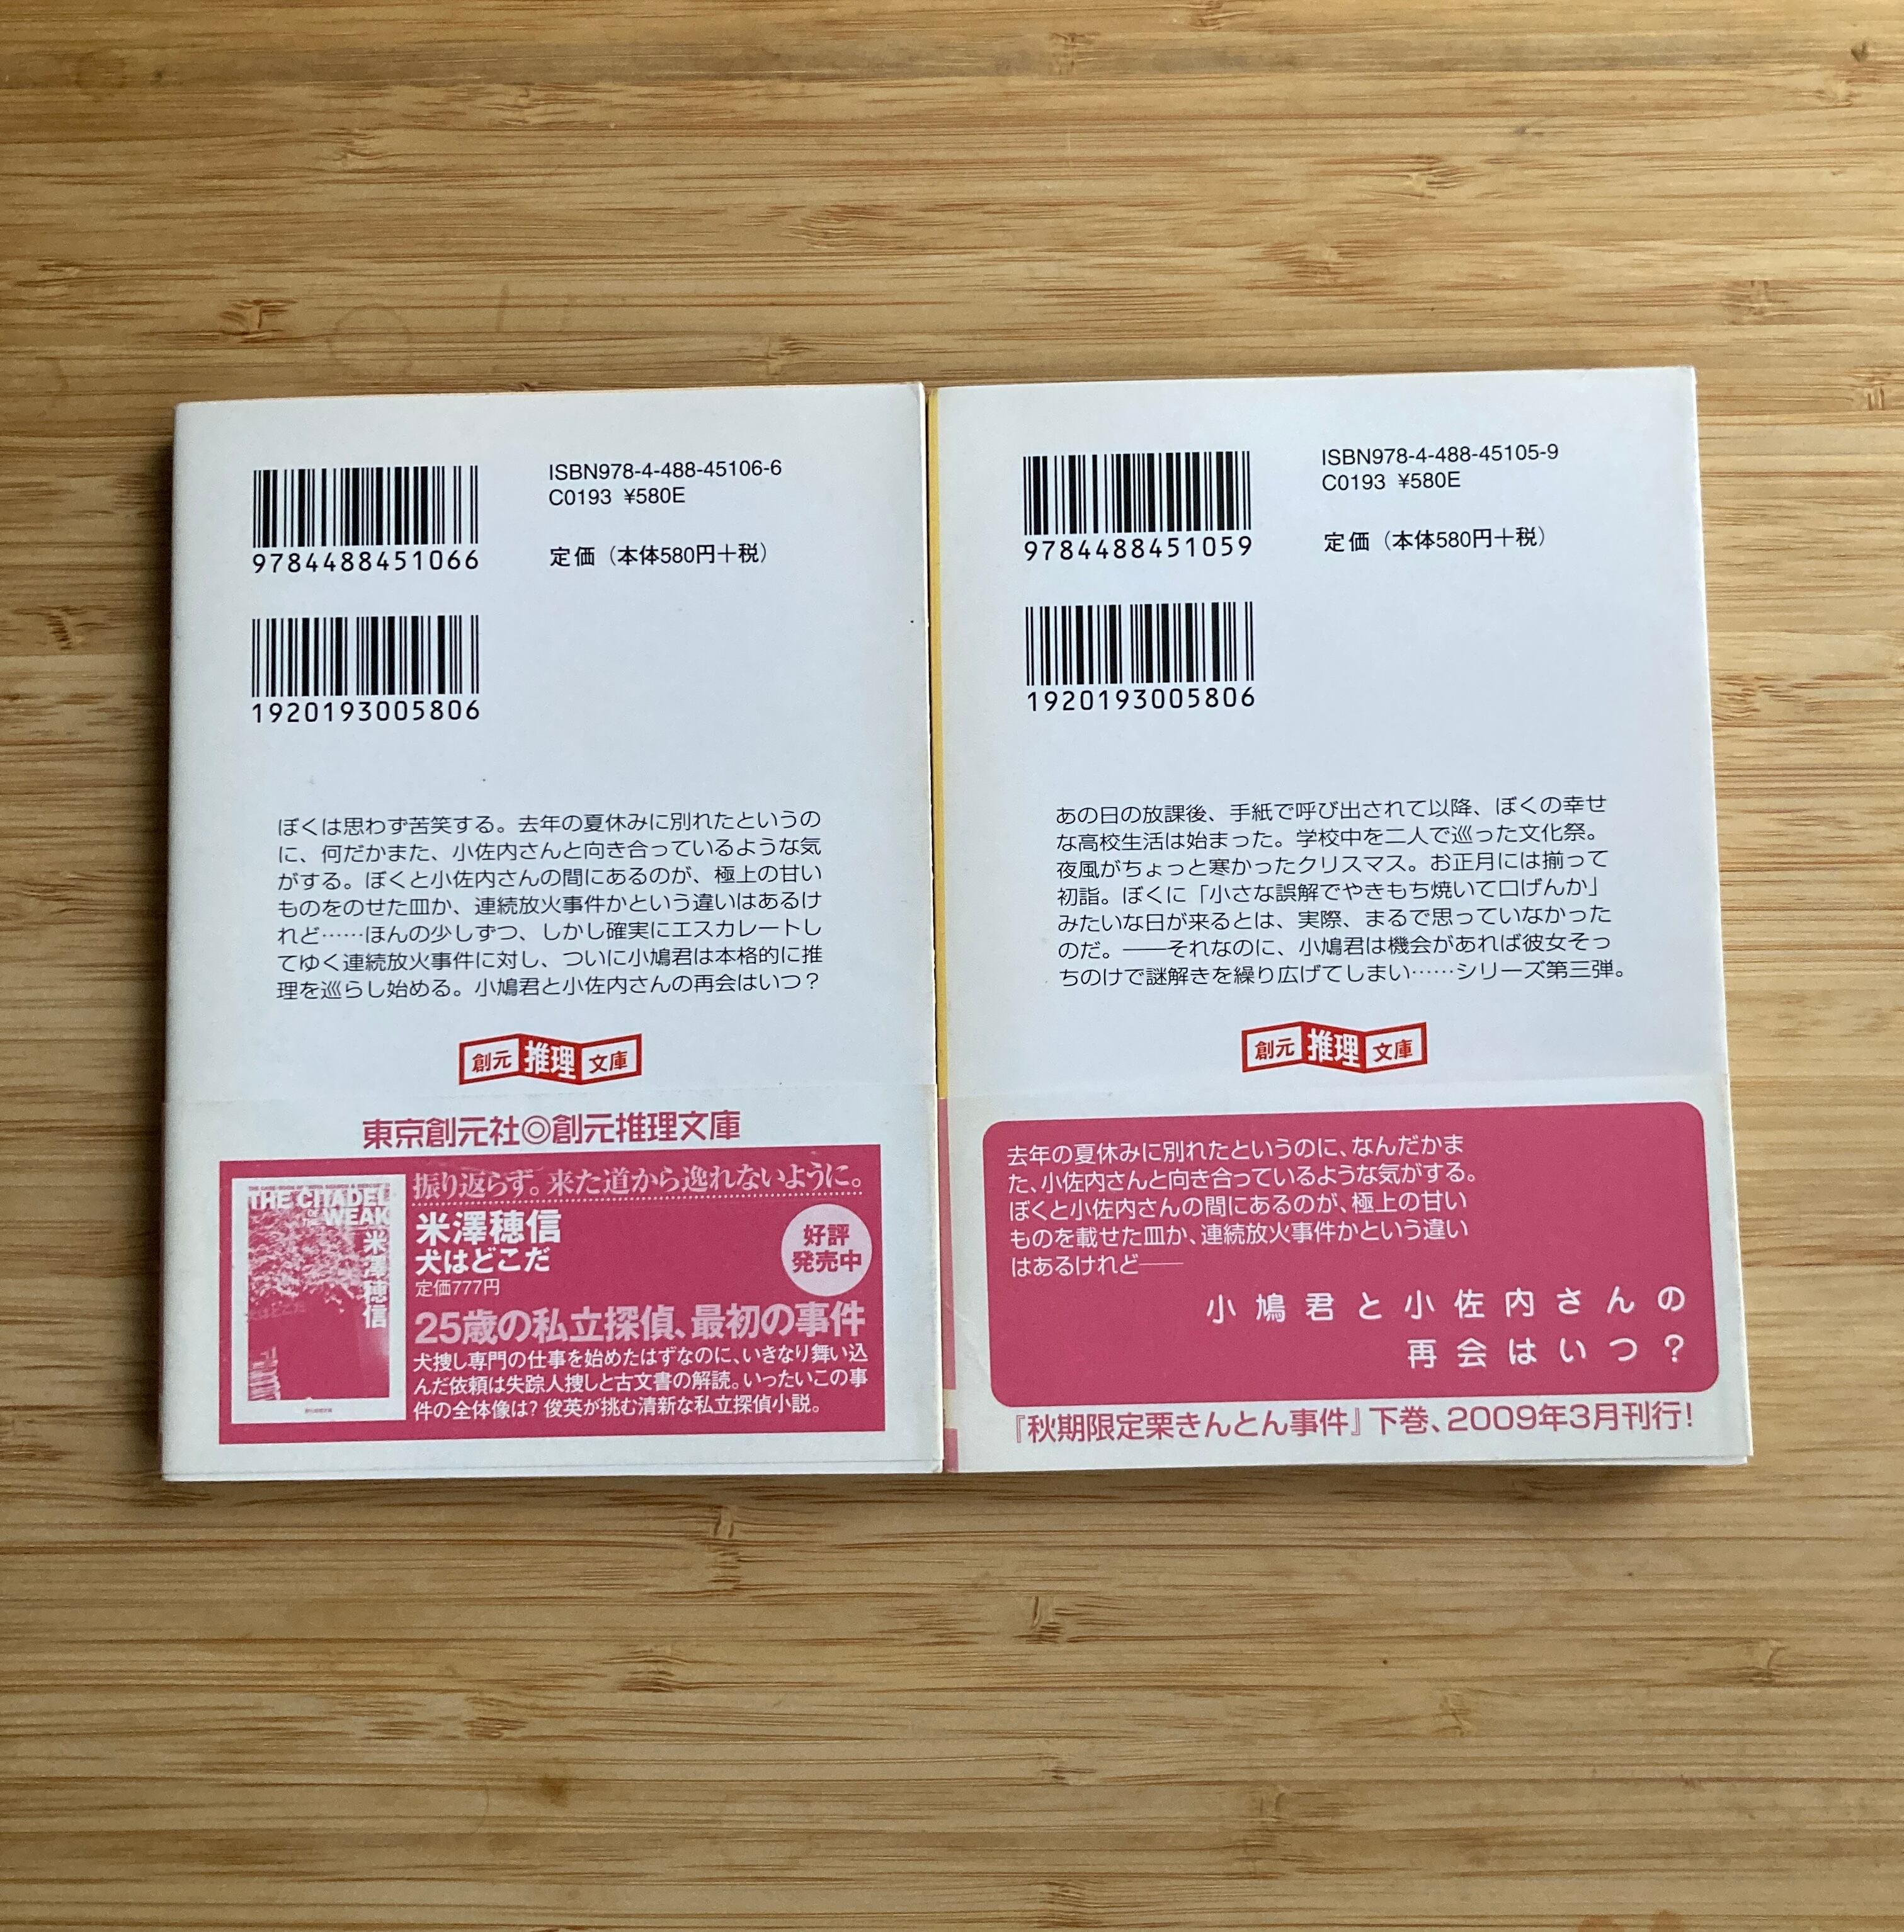 ISBN978-4-488-45106-6
C0193 ¥580E
定価（本体580円＋税）
9784488451066
1920193005806
ぼくは思わず苦笑する。去年の夏休みに別れたというの
に、何だかまた、小佐内さんと向き合っているような気
がする。ぼくと小佐内さんの間にあるのが、極上の甘い
ものをのせた皿か、連続放火事件かという違いはあるけ
れど……ほんの少しずつ、しかし確実にエスカレートし
てゆく連続放火事件に対し、ついに小鳩君は本格的に推
理を巡らし始める。小鳩君と小佐内さんの再会はいつ？
創元 推理 文庫
東京創元社◎創元推理文庫
THE CITADEL
OF THE WEAK
米澤穂信
振り返らず。来た道から逸れないように。
米澤穂信
犬はどこだ
定価777円
好評
発売中
25歳の私立探偵、最初の事件
犬捜し専門の仕事を始めたはずなのに、いきなり舞い込
んだ依頼は失踪人捜しと古文書の解読。いったいこの事
件の全体像は？ 俊英が挑む清新な私立探偵小説。
ISBN978-4-488-45105-9
C0193 ¥580E
定価（本体580円＋税）
9784488451059
1920193005806
あの日の放課後、手紙で呼び出されて以降、ぼくの幸せ
な高校生活は始まった。学校中を二人で巡った文化祭。
夜風がちょっと寒かったクリスマス。お正月には揃って
初詣。ぼくに「小さな誤解でやきもち焼いて口げんか」
みたいな日が来るとは、実際、まるで思っていなかった
のだ。――それなのに、小鳩君は機会があれば彼女そっ
ちのけで謎解きを繰り広げてしまい……シリーズ第三弾。
創元 推理 文庫
去年の夏休みに別れたというのに、なんだかま
た、小佐内さんと向き合っているような気がする。
ぼくと小佐内さんの間にあるのが、極上の甘い
ものを載せた皿か、連続放火事件かという違い
はあるけれど――
小鳩君と小佐内さんの
再会はいつ？
『秋期限定栗きんとん事件』下巻、2009年3月刊行！